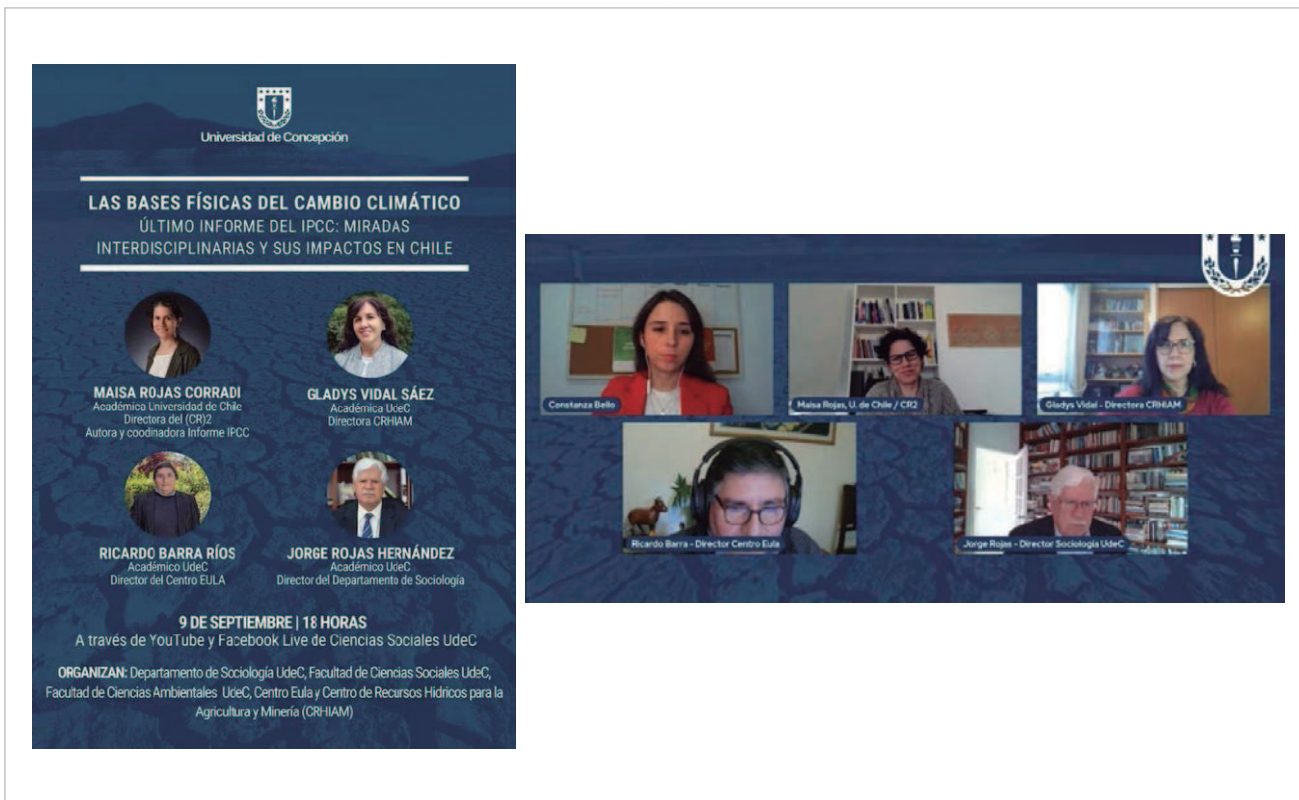 Universidad de Concepción
LAS BASES FÍSICAS DEL CAMBIO CLIMÁTICO
ÚLTIMO INFORME DEL IPCC: MIRADAS
INTERDISCIPLINARIAS Y SUS IMPACTOS EN CHILE
MAISA ROJAS CORRADI
Académica Universidad de Chile
Directora del (CR)2
Autora y coodinadora Informe IPCC
GLADYS VIDAL SÁEZ
Académica UdeC
Directora CRHIAM
RICARDO BARRA RÍOS
Académico UdeC
Director del Centro EULA
JORGE ROJAS HERNÁNDEZ
Académico UdeC
Director del Departamento de Sociología
9 DE SEPTIEMBRE | 18 HORAS
A través de YouTube y Facebook Live de Ciencias Sociales UdeC
ORGANIZAN: Departamento de Sociología UdeC, Facultad de Ciencias Sociales UdeC,
Facultad de Ciencias Ambientales UdeC, Centro Eula y Centro de Recursos Hídricos para la
Agricultura y Minería (CRHIAM)
Constanza Bello
Maisa Rojas, U. de Chile / CR2
Gladys Vidal - Directora CRHIAM
Ricardo Barra - Director Centro Eula
Jorge Rojas - Director Sociología UdeC